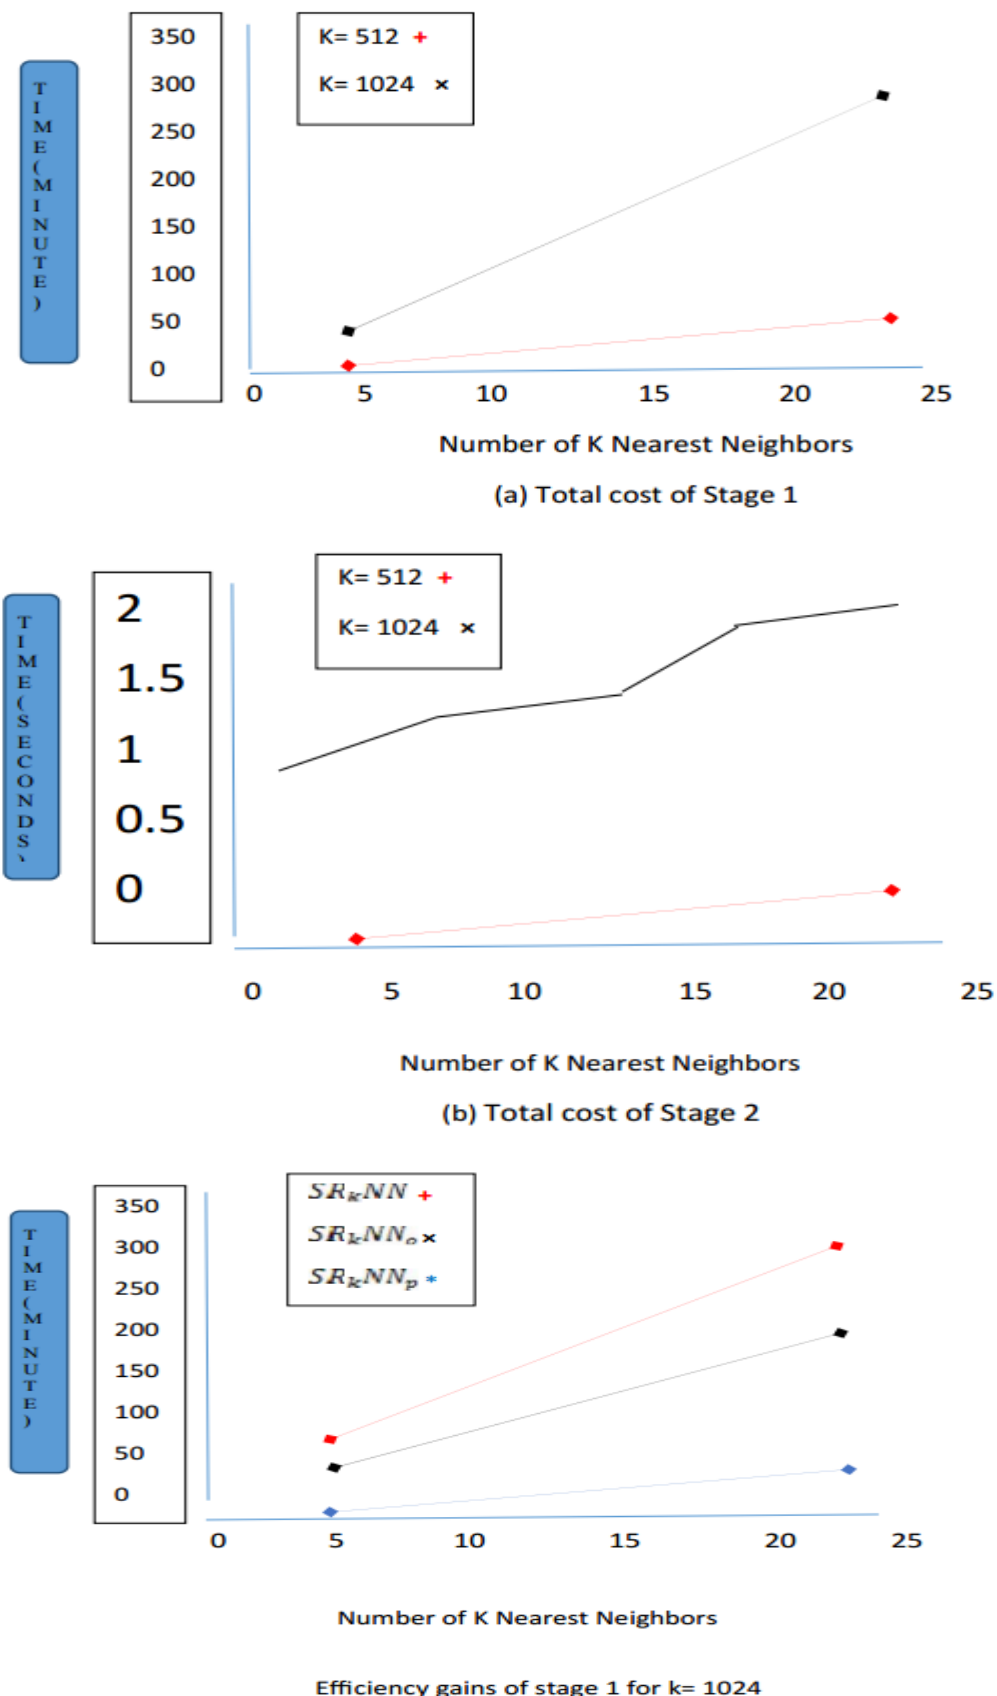 TIME(MINUTE)
350
300
250
200
150
100
50
0
K= 512 +
K= 1024 ×
0 5 10 15 20 25
Number of K Nearest Neighbors
(a) Total cost of Stage 1
TIME(SECONDS)
2
1.5
1
0.5
0
K= 512 +
K= 1024 ×
0 5 10 15 20 25
Number of K Nearest Neighbors
(b) Total cost of Stage 2
TIME(MINUTE)
350
300
250
200
150
100
50
0
SRₖNN +
SRₖNNₒ ×
SRₖNNₚ *
0 5 10 15 20 25
Number of K Nearest Neighbors
Efficiency gains of stage 1 for k= 1024